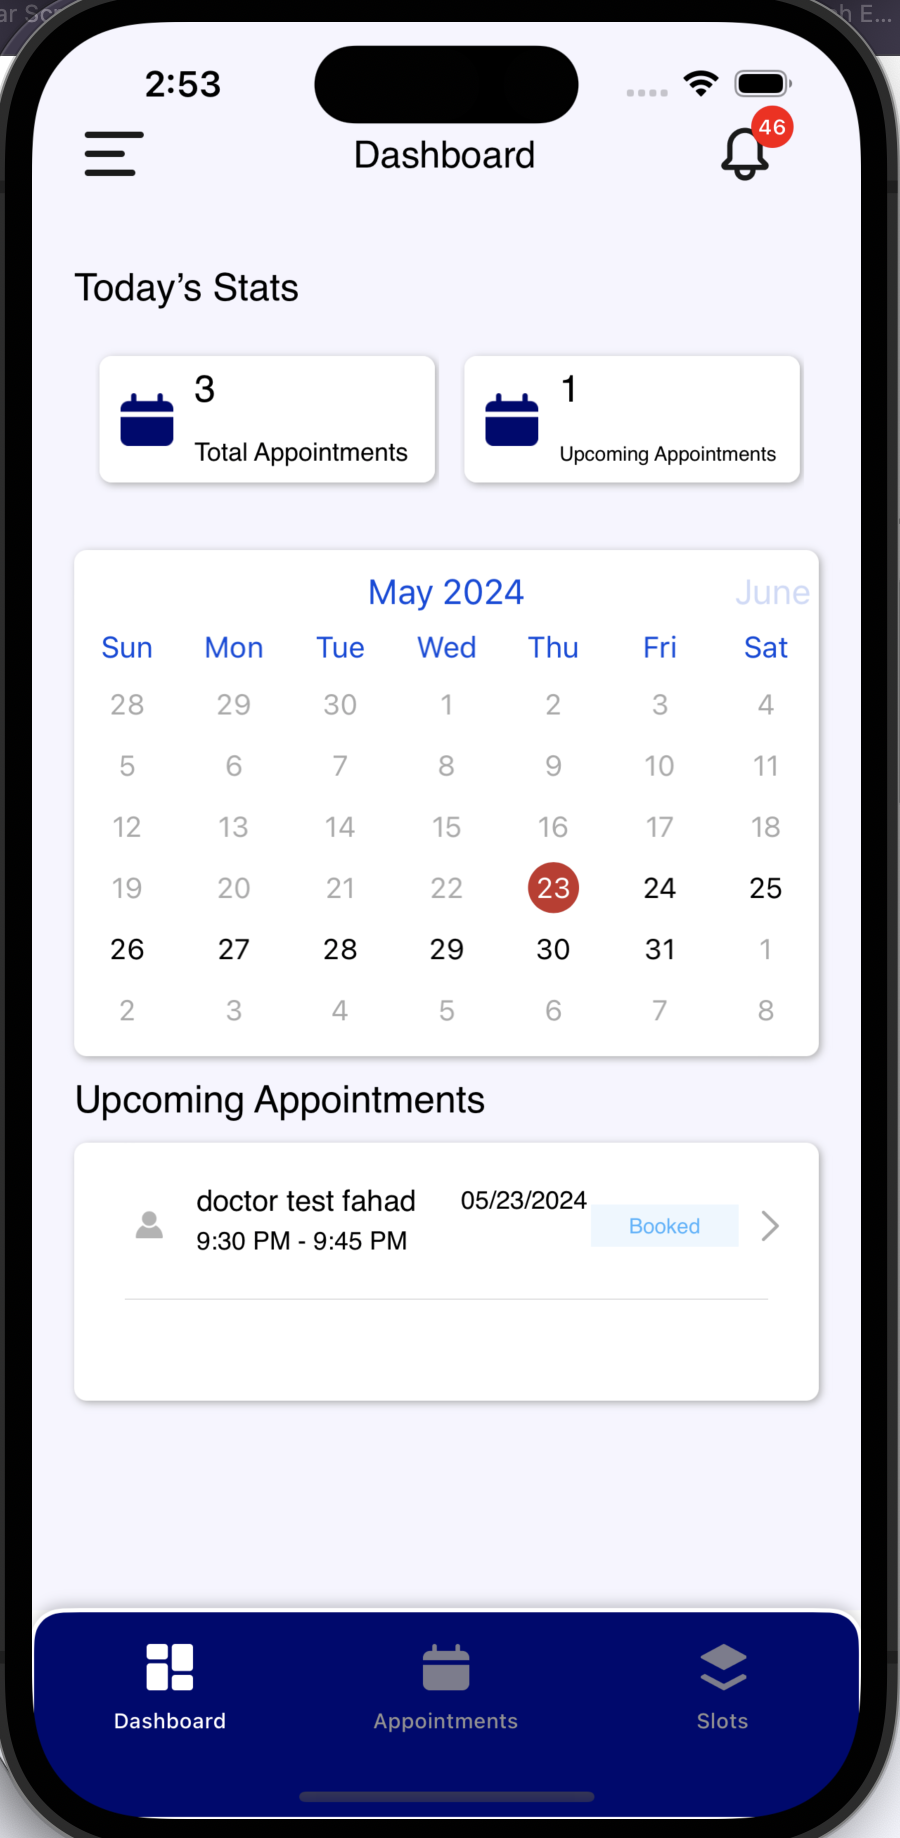 2:53
46
Dashboard
Today's Stats
3
Total Appointments
1
Upcoming Appointments
May 2024 June
Sun Mon Tue Wed Thu Fri Sat
28 29 30 1 2 3 4
5 6 7 8 9 10 11
12 13 14 15 16 17 18
19 20 21 22 23 24 25
26 27 28 29 30 31 1
2 3 4 5 6 7 8
Upcoming Appointments
doctor test fahad 05/23/2024
9:30 PM - 9:45 PM
Booked
Dashboard Appointments Slots